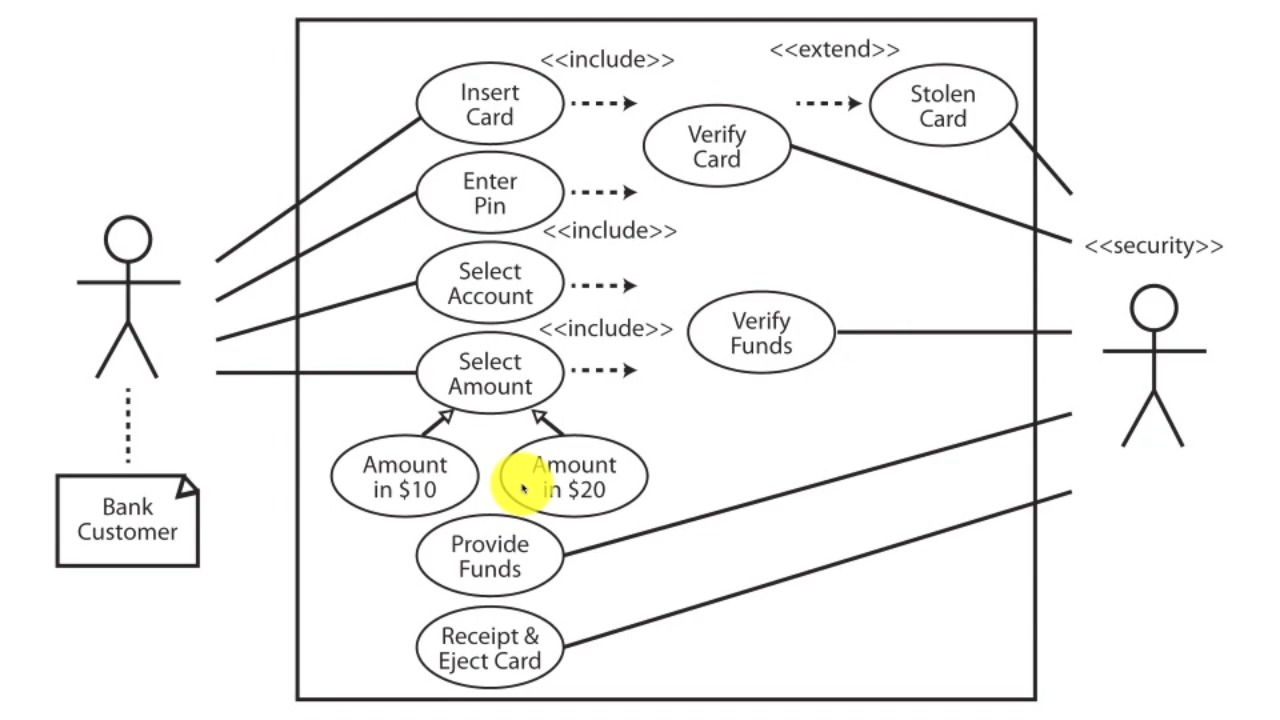 <<include>>
<<extend>>
Insert
Card
Stolen
Card
Verify
Card
Enter
Pin
<<include>>
<<security>>
Select
Account
<<include>>
Verify
Funds
Select
Amount
Amount
in $10
Amount
in $20
Bank
Customer
Provide
Funds
Receipt &
Eject Card